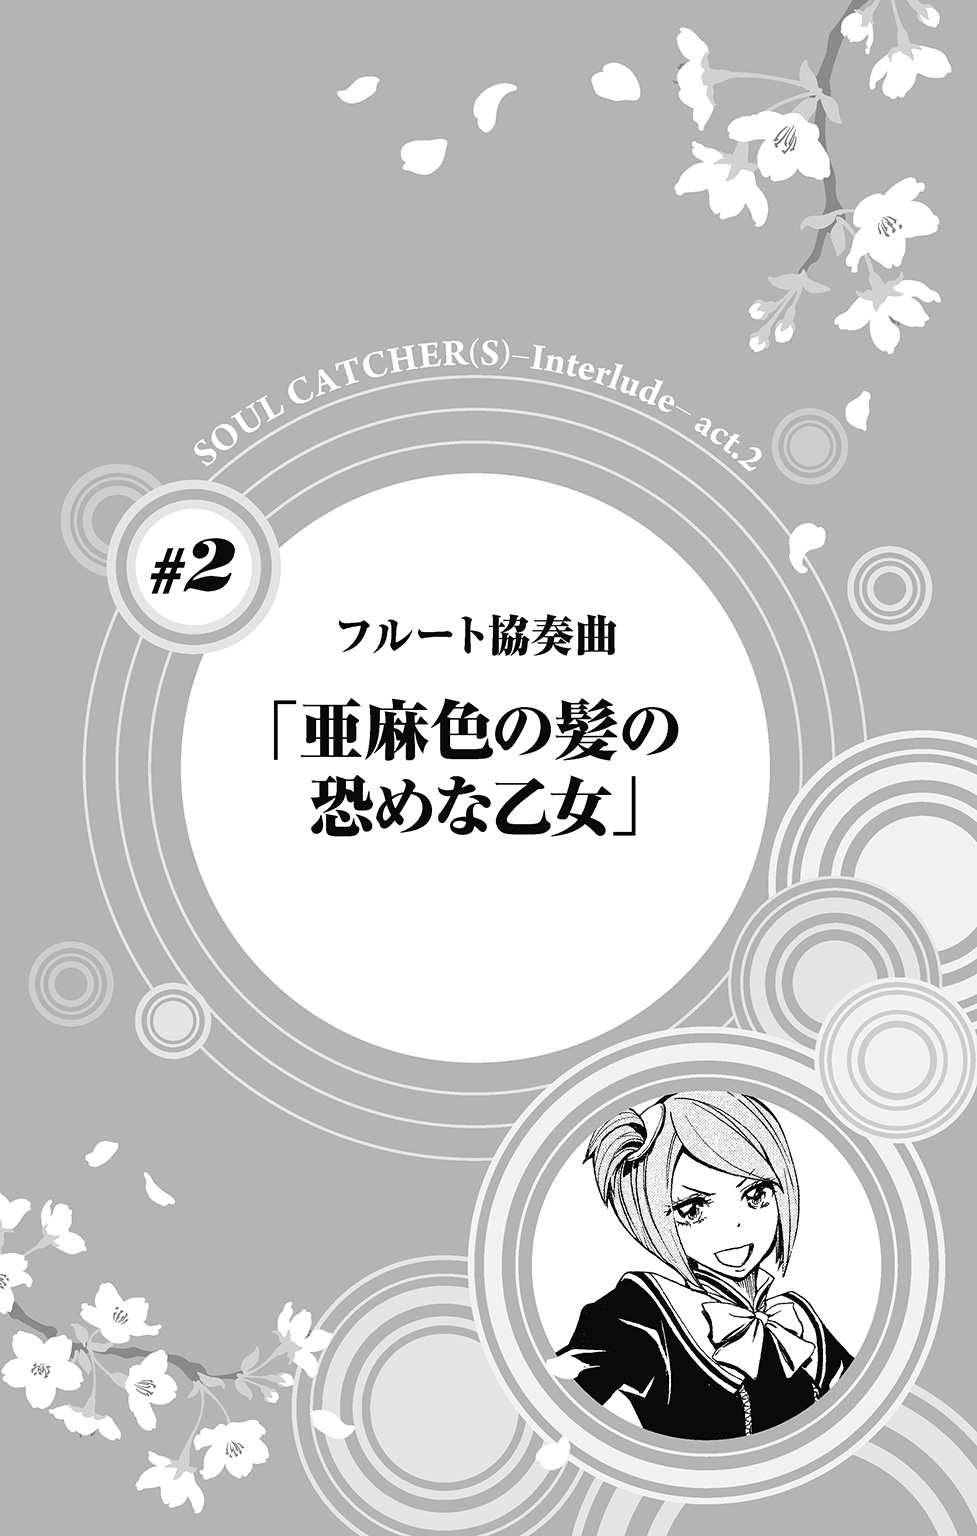 SOUL CATCHER(S)–Interlude– act.2
#2
フルート協奏曲
「亜麻色の髪の
恐めな乙女」